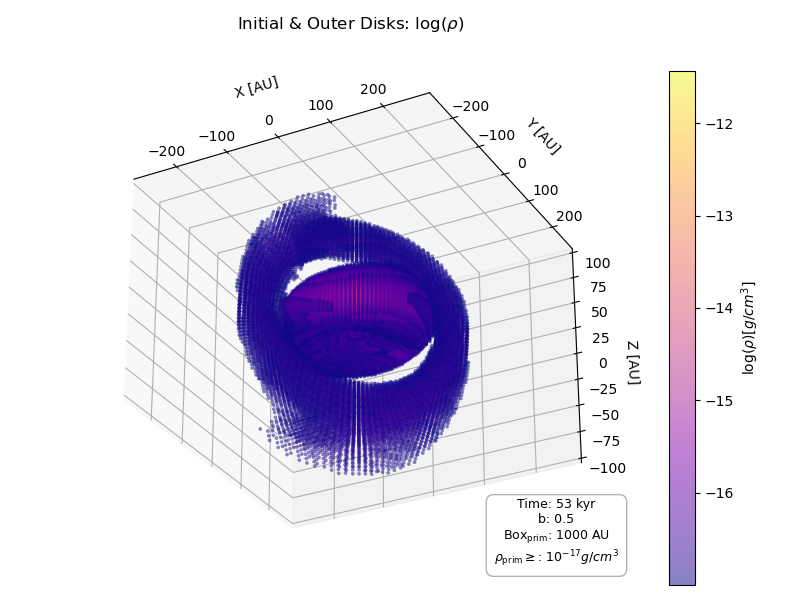 Initial & Outer Disks: log(ρ)
X [AU]
−200
−100
0
100
200
Y [AU]
−200
−100
0
100
200
Z [AU]
100
75
50
25
0
−25
−50
−75
−100
−12
−13
−14
−15
−16
log(ρ)[g/cm³]
Time: 53 kyr
b: 0.5
Box_prim: 1000 AU
ρ_prim ≥: 10⁻¹⁷g/cm³